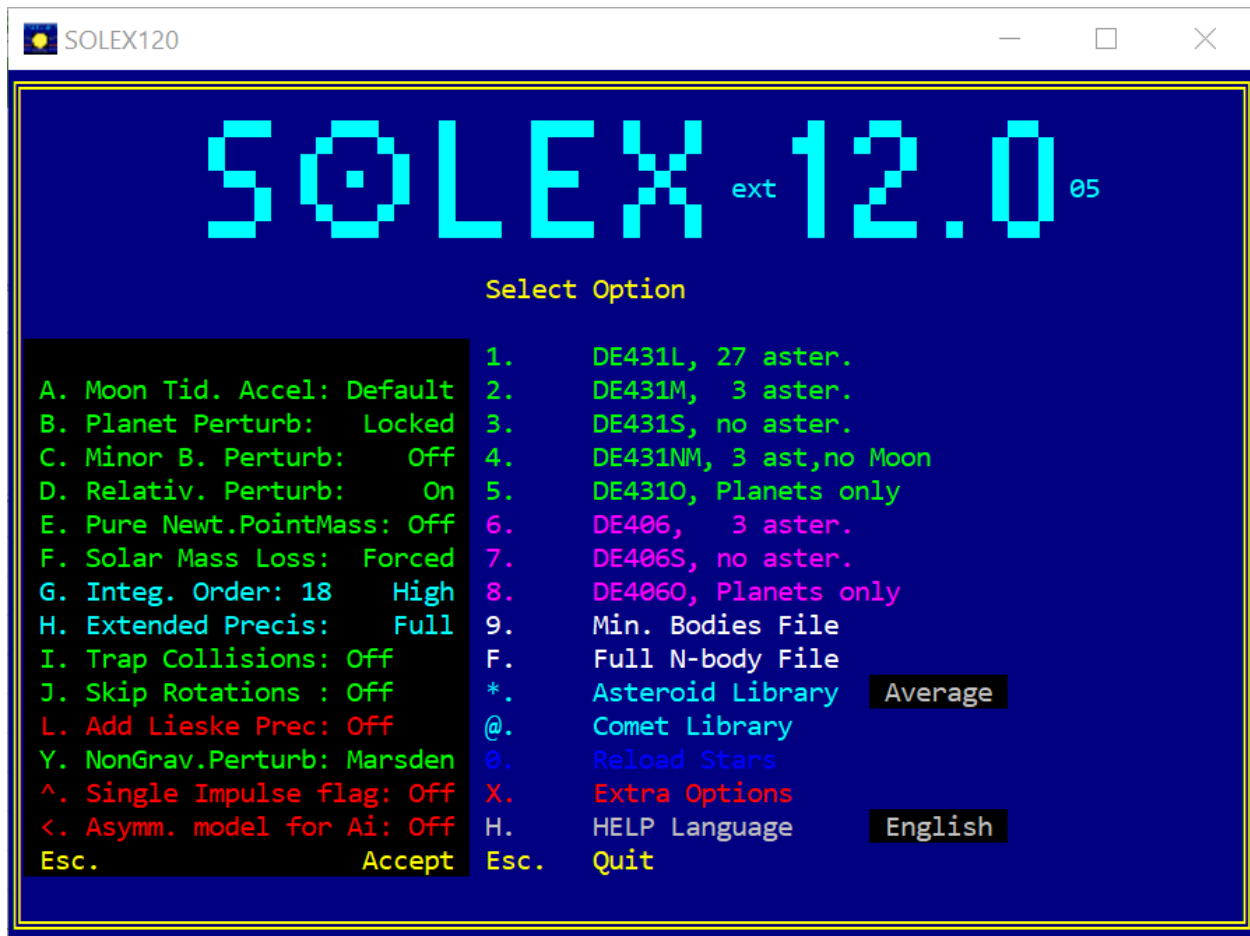 SOLEX120
SOLEX ext 12.0 05
Select Option
A. Moon Tid. Accel: Default
B. Planet Perturb: Locked
C. Minor B. Perturb: Off
D. Relativ. Perturb: On
E. Pure Newt.PointMass: Off
F. Solar Mass Loss: Forced
G. Integ. Order: 18 High
H. Extended Precis: Full
I. Trap Collisions: Off
J. Skip Rotations : Off
L. Add Lieske Prec: Off
Y. NonGrav.Perturb: Marsden
^. Single Impulse flag: Off
<. Asymm. model for Ai: Off
Esc. Accept
1. DE431L, 27 aster.
2. DE431M, 3 aster.
3. DE431S, no aster.
4. DE431NM, 3 ast,no Moon
5. DE431O, Planets only
6. DE406, 3 aster.
7. DE406S, no aster.
8. DE406O, Planets only
9. Min. Bodies File
F. Full N-body File
*. Asteroid Library Average
@. Comet Library
0. Reload Stars
X. Extra Options
H. HELP Language English
Esc. Quit